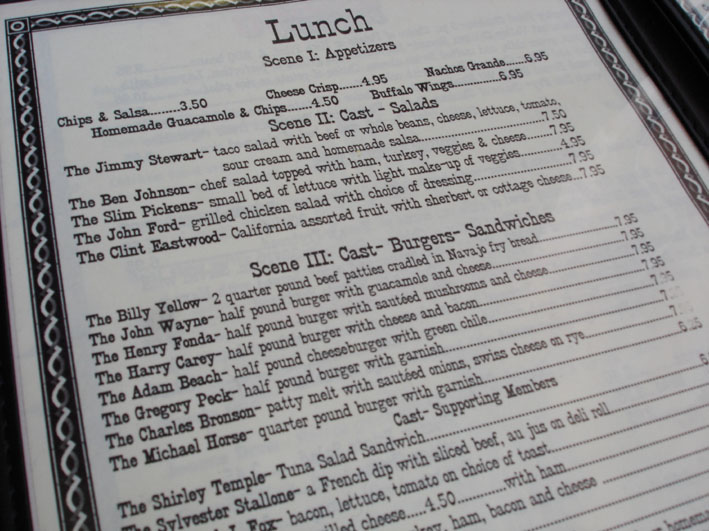 Lunch
Scene I: Appetizers
Chips & Salsa........3.50 Cheese Crisp......4.95 Nachos Grande.....6.95
Homemade Guacamole & Chips......4.50 Buffalo Wings...........6.95
Scene II: Cast - Salads
The Jimmy Stewart- taco salad with beef or whole beans, cheese, lettuce, tomato,
sour cream and homemade salsa..............................7.50
The Ben Johnson- chef salad topped with ham, turkey, veggies & cheese.......7.95
The Slim Pickens- small bed of lettuce with light make-up of veggies..........4.95
The John Ford- grilled chicken salad with choice of dressing........................7.95
The Clint Eastwood- California assorted fruit with sherbert or cottage cheese...7.95
Scene III: Cast- Burgers- Sandwiches
The Billy Yellow- 2 quarter pound beef patties cradled in Navajo fry bread....................7.95
The John Wayne- half pound burger with guacamole and cheese....................7.95
The Henry Fonda- half pound burger with sautéed mushrooms and cheese....................7.95
The Harry Carey- half pound burger with cheese and bacon....................7.95
The Adam Beach- half pound cheeseburger with green chile
The Gregory Peck- half pound burger with garnish
The Charles Bronson- patty melt with sautéed onions, swiss cheese on rye
The Michael Horse- quarter pound burger with garnish
Cast- Supporting Members
The Shirley Temple- Tuna Salad Sandwich
The Sylvester Stallone- a French dip with sliced beef, au jus on deli roll
J. Fox- bacon, lettuce, tomato on choice of toast
grilled cheese....4.50...........with ham
ham, bacon and cheese